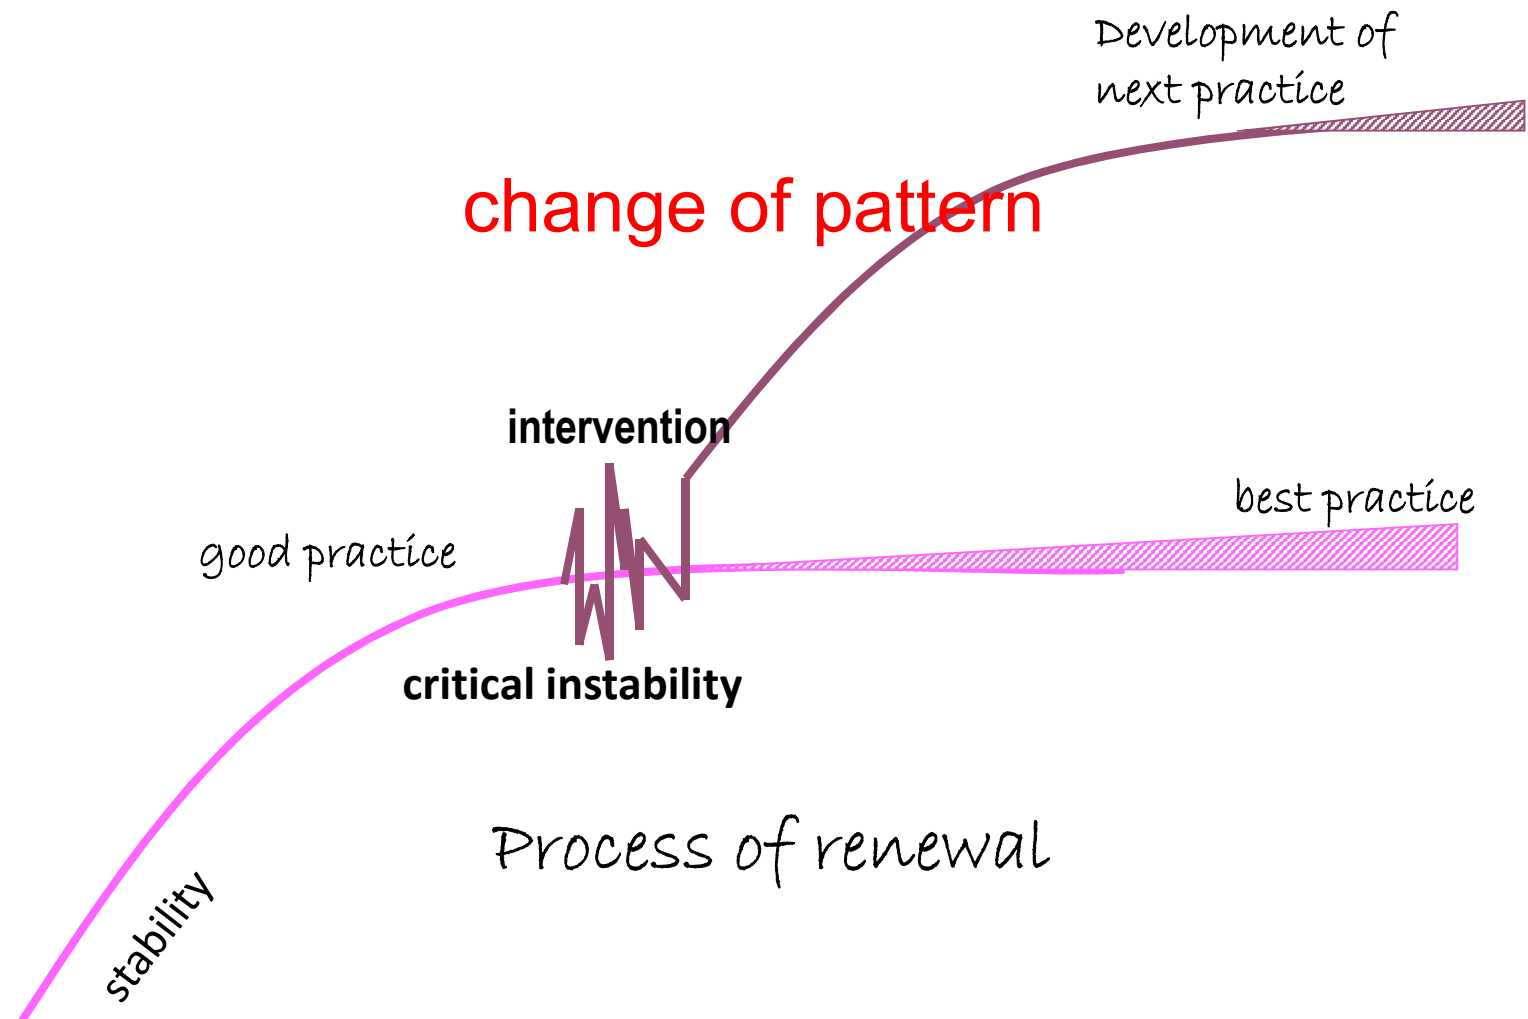 Development of
next practice
change of pattern
intervention
best practice
good practice
critical instability
Process of renewal
stability